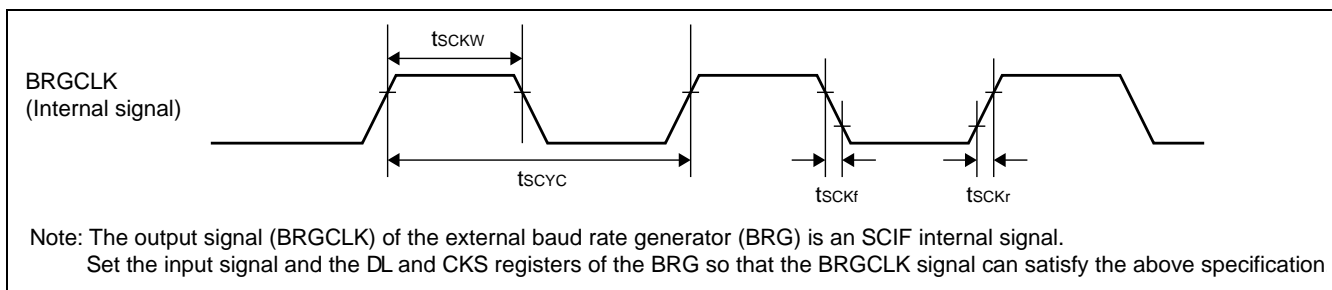 tSCKW
BRGCLK
(Internal signal)
tSCYC
tSCKf
tSCKr
Note: The output signal (BRGCLK) of the external baud rate generator (BRG) is an SCIF internal signal.
Set the input signal and the DL and CKS registers of the BRG so that the BRGCLK signal can satisfy the above specification